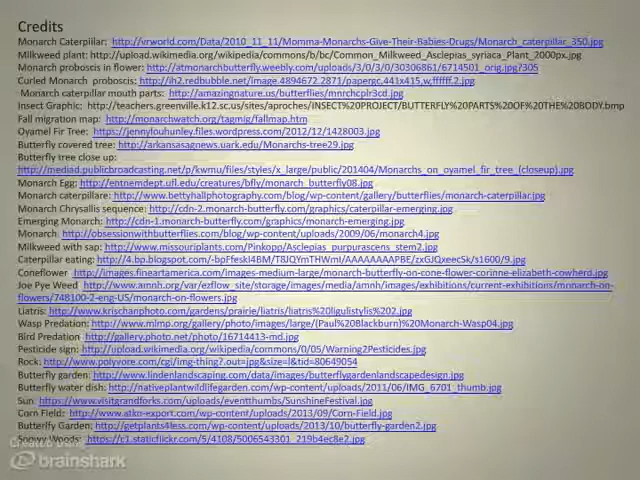 Credits
Monarch Caterpillar: http://vrworld.com/Data/2010_11_11/Momma-Monarchs-Give-Their-Babies-Drugs/Monarch_caterpillar_350.jpg
Milkweed plant: http://upload.wikimedia.org/wikipedia/commons/b/bc/Common_Milkweed_Asclepias_syriaca_Plant_2000px.jpg
Monarch proboscis in flower: http://atmonarchbutterfly.weebly.com/uploads/3/0/3/0/30306861/6714501_orig.jpg?305
Curled Monarch proboscis: http://ih2.redbubble.net/image.4894672.2871/papergc,441x415,w,ffffff.2.jpg
Monarch caterpillar mouth parts: http://amazingnature.us/butterflies/mnrchclplr3cd.jpg
Insect Graphic: http://teachers.greenville.k12.sc.us/sites/aproches/INSECT%20PROJECT/BUTTERFLY%20PARTS%20OF%20THE%20BODY.bmp
Fall migration map: http://monarchwatch.org/tagmig/fallmap.htm
Oyamel Fir Tree: https://jennylouhunley.files.wordpress.com/2012/12/1428003.jpg
Butterfly covered tree: http://arkansasagnews.uark.edu/Monarchs-tree29.jpg
Butterfly tree close up:
http://mediad.publicbroadcasting.net/p/kwmu/files/styles/x_large/public/201404/Monarchs_on_oyamel_fir_tree_(closeup).jpg
Monarch Egg: http://entnemdept.ufl.edu/creatures/bfly/monarch_butterfly08.jpg
Monarch caterpillare: http://www.bettyhallphotography.com/blog/wp-content/gallery/butterflies/monarch-caterpillar.jpg
Monarch Chrysallis sequence: http://cdn-2.monarch-butterfly.com/graphics/caterpillar-emerging.jpg
Emerging Monarch: http://cdn-1.monarch-butterfly.com/graphics/monarch-emerging.jpg
Monarch: http://obsessionwithbutterflies.com/blog/wp-content/uploads/2009/06/monarch4.jpg
Milkweed with sap: http://www.missouriplants.com/Pinkopp/Asclepias_purpurascens_stem2.jpg
Caterpillar eating: http://4.bp.blogspot.com/-bpFfeskI4BM/T8JQYmTHWmI/AAAAAAAAPBE/zxGJQxeecSk/s1600/9.jpg
Coneflower http://images.fineartamerica.com/images-medium-large/monarch-butterfly-on-cone-flower-corinne-elizabeth-cowherd.jpg
Joe Pye Weed: http://www.amnh.org/var/ezflow_site/storage/images/media/amnh/images/exhibitions/current-exhibitions/monarch-on-
flowers/748100-2-eng-US/monarch-on-flowers.jpg
Liatris: http://www.krischanphoto.com/gardens/prairie/liatris/liatris%20ligulistylis%202.jpg
Wasp Predation: http://www.mlmp.org/gallery/photo/images/large/(Paul%20Blackburn)%20Monarch-Wasp04.jpg
Bird Predation: http://gallery.photo.net/photo/16714413-md.jpg
Pesticide sign: http://upload.wikimedia.org/wikipedia/commons/0/05/Warning2Pesticides.jpg
Rock: http://www.polyvore.com/cgi/img-thing?.out=jpg&size=l&tid=80649054
Butterfly garden: http://www.lindenlandscaping.com/data/images/butterflygardenlandscapedesign.jpg
Butterfly water dish: http://nativeplantwildlifegarden.com/wp-content/uploads/2011/06/IMG_6701_thumb.jpg
Sun: https://www.visitgrandforks.com/uploads/eventthumbs/SunshineFestival.jpg
Corn Field: http://www.atko-export.com/wp-content/uploads/2013/09/Corn-Field.jpg
Butterlfy Garden: http://getplants4less.com/wp-content/uploads/2013/10/butterfly-garden2.jpg
Woods: https://c1.staticflickr.com/5/4108/5006543301_219b4ec8e2.jpg
brainshark